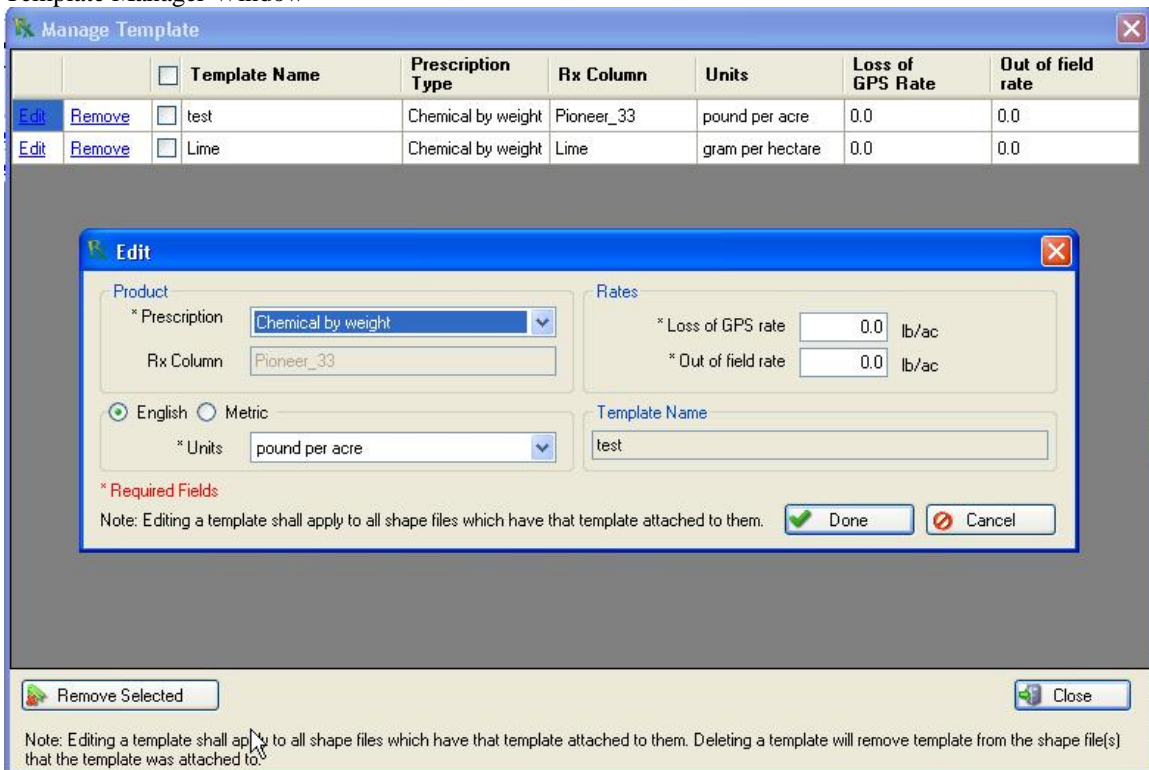 Template Manager Window
Manage Template
Template Name Prescription Type Rx Column Units Loss of GPS Rate Out of field rate
Edit Remove test Chemical by weight Pioneer_33 pound per acre 0.0 0.0
Edit Remove Lime Chemical by weight Lime gram per hectare 0.0 0.0
Edit
Product
* Prescription Chemical by weight
Rx Column Pioneer_33
Rates
* Loss of GPS rate 0.0 lb/ac
* Out of field rate 0.0 lb/ac
English Metric
* Units pound per acre
Template Name
test
* Required Fields
Note: Editing a template shall apply to all shape files which have that template attached to them. Done Cancel
Remove Selected Close
Note: Editing a template shall apply to all shape files which have that template attached to them. Deleting a template will remove template from the shape file(s)
that the template was attached to.